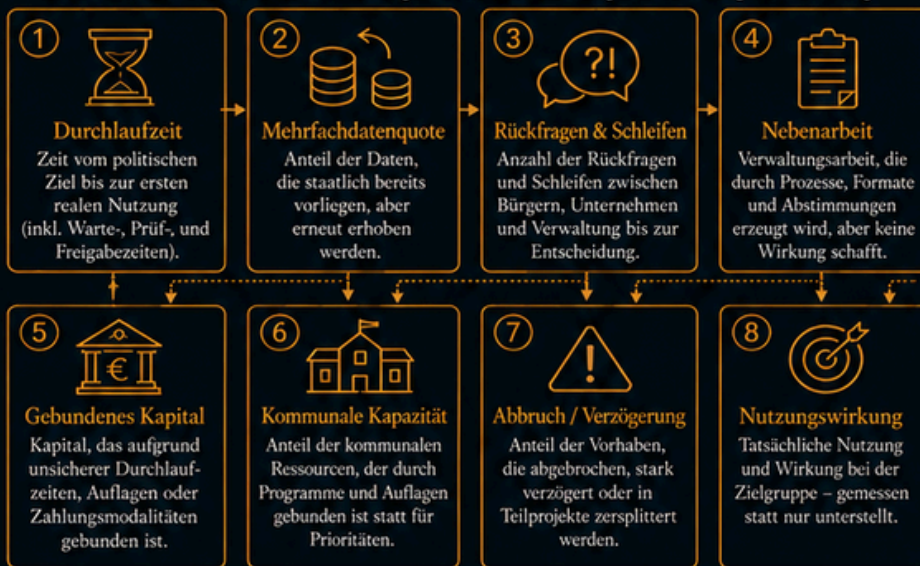 1
Durchlaufzeit
Zeit vom politischen
Ziel bis zur ersten
realen Nutzung
(inkl. Warte-, Prüf-, und
Freigabezeiten).
2
Mehrfachdatenquote
Anteil der Daten,
die staatlich bereits
vorliegen, aber
erneut erhoben
werden.
3
?!
Rückfragen & Schleifen
Anzahl der Rückfragen
und Schleifen zwischen
Bürgern, Unternehmen
und Verwaltung bis zur
Entscheidung.
4
Nebenarbeit
Verwaltungsarbeit, die
durch Prozesse, Formate
und Abstimmungen
erzeugt wird, aber keine
Wirkung schafft.
5
€
Gebundenes Kapital
Kapital, das aufgrund
unsicherer Durchlauf-
zeiten, Auflagen oder
Zahlungsmodalitäten
gebunden ist.
6
Kommunale Kapazität
Anteil der kommunalen
Ressourcen, der durch
Programme und Auflagen
gebunden ist statt für
Prioritäten.
7
!
Abbruch / Verzögerung
Anteil der Vorhaben,
die abgebrochen, stark
verzögert oder in
Teilprojekte zersplittert
werden.
8
Nutzungswirkung
Tatsächliche Nutzung
und Wirkung bei der
Zielgruppe – gemessen
statt nur unterstellt.